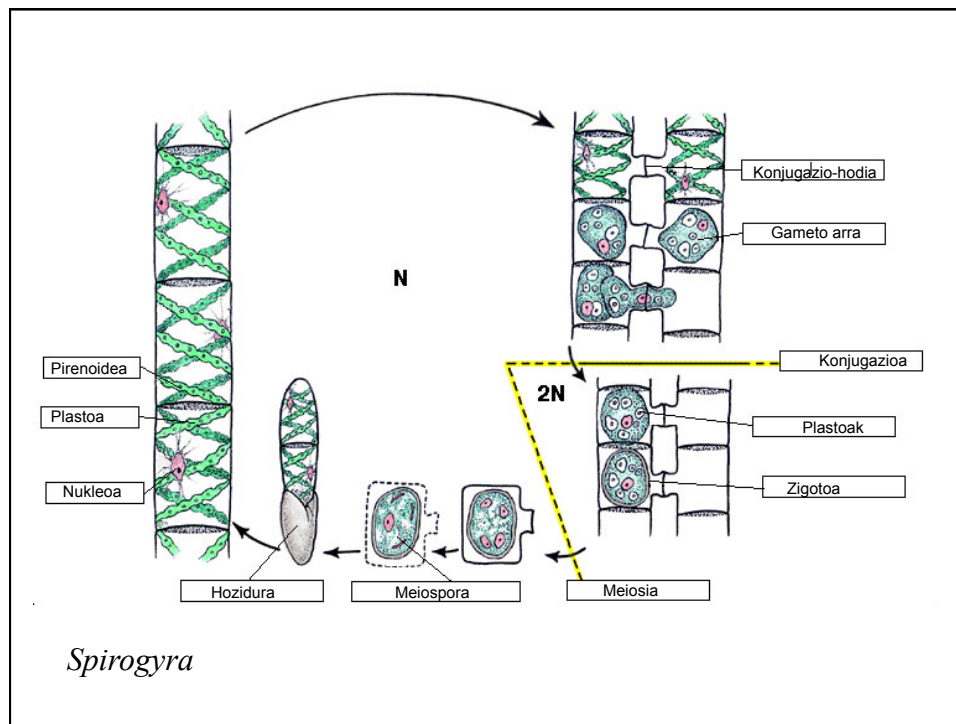 Konjugazio-hodia
Gameto arra
N
Konjugazioa
Pirenoidea
2N
Plastoa
Plastoak
Nukleoa
Zigotoa
Hozidura
Meiospora
Meiosia
Spirogyra